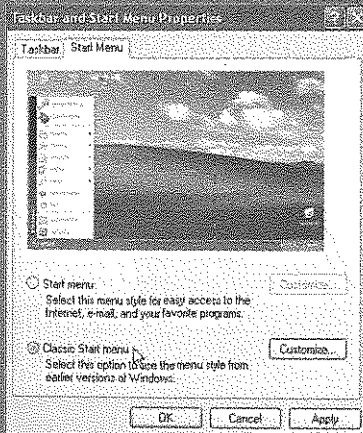 Taskbar and Start Menu Properties
Taskbar
Start Menu
Start menu
Customize...
Select this menu style for easy access to the
Internet, e-mail, and your favorite programs.
Classic Start menu
Customize...
Select this option to use the menu style from
earlier versions of Windows.
OK
Cancel
Apply